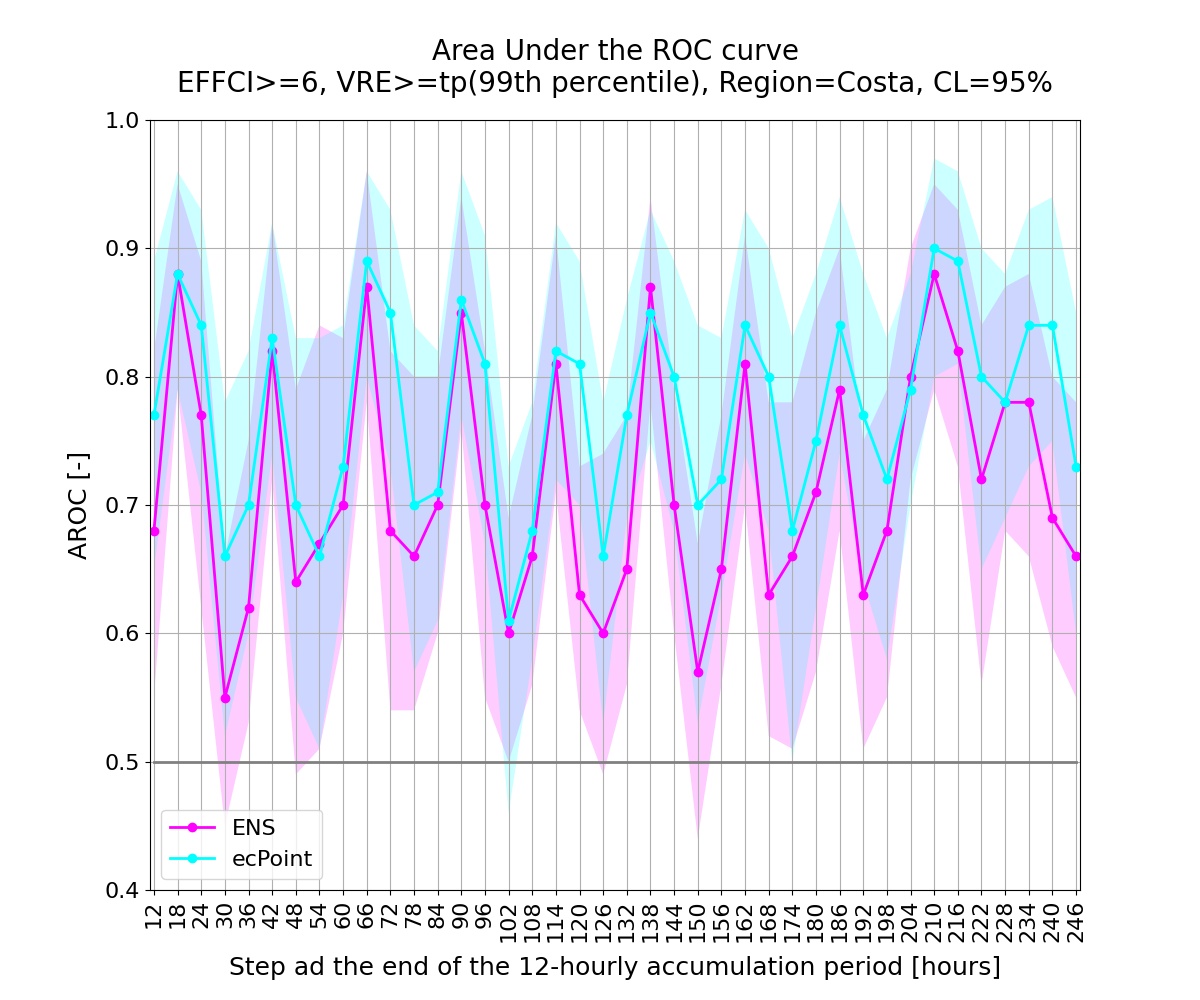 Area Under the ROC curve
EFFCI>=6, VRE>=tp(99th percentile), Region=Costa, CL=95%
1.0
0.9
0.8
0.7
0.6
0.5
0.4
AROC [-]
ENS
ecPoint
12 18 24 30 36 42 48 54 60 66 72 78 84 90 96 102 108 114 120 126 132 138 144 150 156 162 168 174 180 186 192 198 204 210 216 222 228 234 240 246
Step ad the end of the 12-hourly accumulation period [hours]